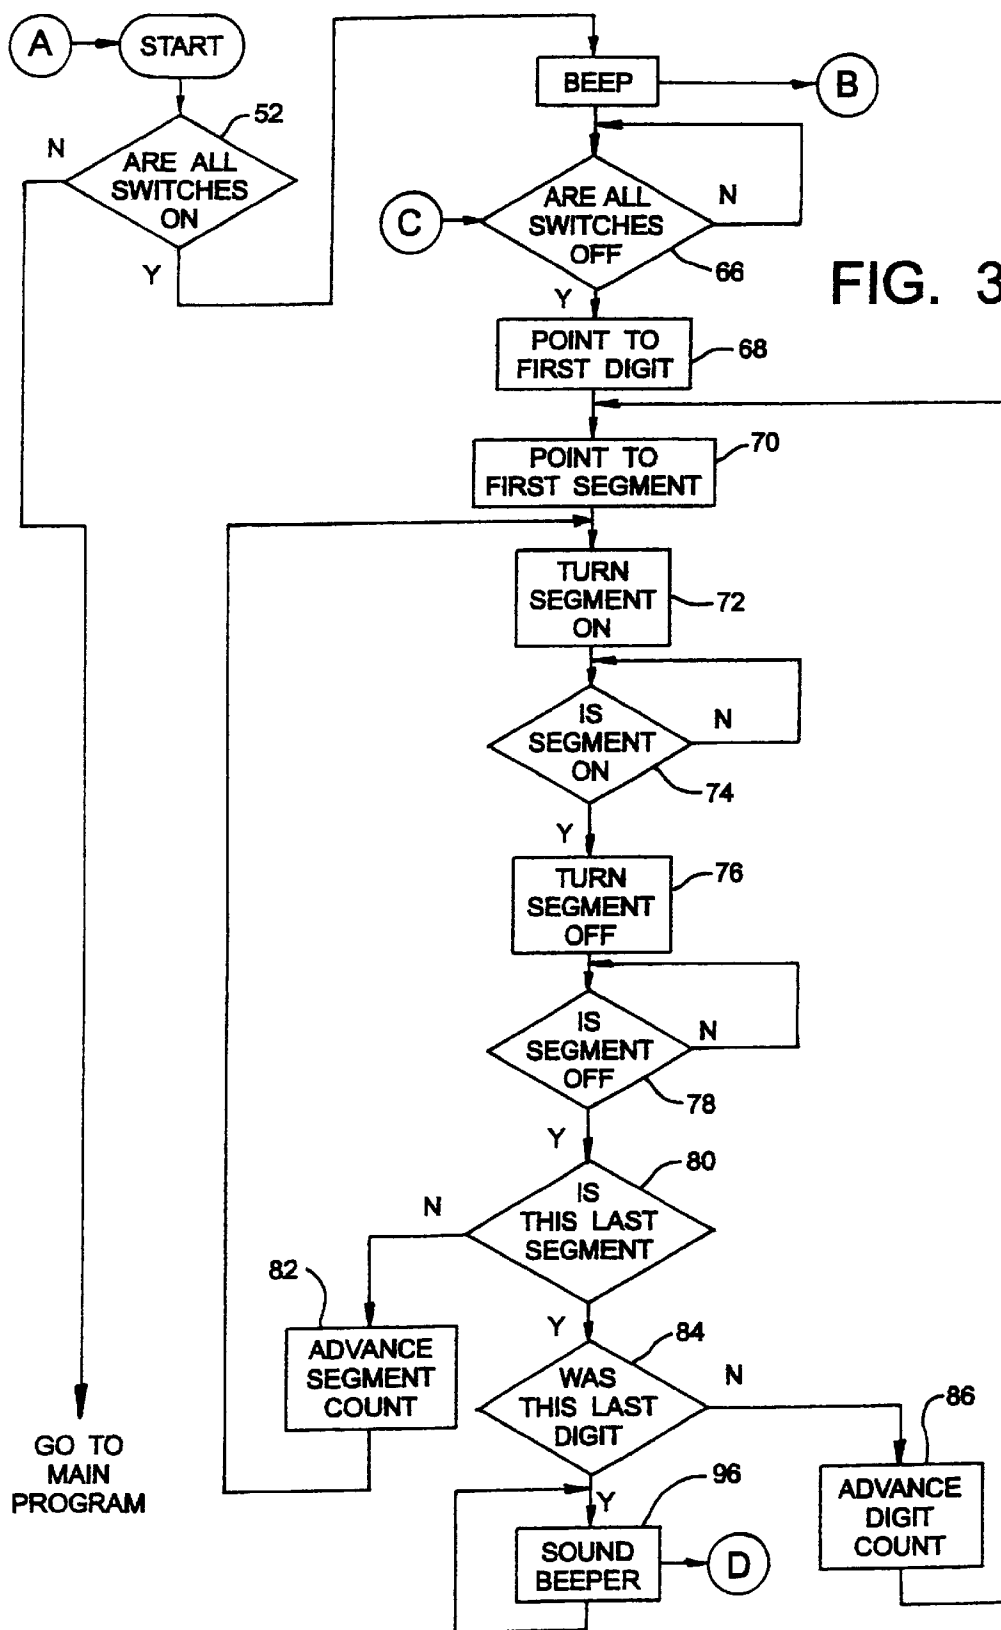 A
START
BEEP
B
52
N
ARE ALL
SWITCHES
ON
Y
C
ARE ALL
SWITCHES
OFF
N
66
Y
FIG. 3
POINT TO
FIRST DIGIT
68
POINT TO
FIRST SEGMENT
70
TURN
SEGMENT
ON
72
IS
SEGMENT
ON
N
74
Y
TURN
SEGMENT
OFF
76
IS
SEGMENT
OFF
N
78
Y
80
IS
THIS LAST
SEGMENT
N
82
ADVANCE
SEGMENT
COUNT
Y
84
WAS
THIS LAST
DIGIT
N
86
ADVANCE
DIGIT
COUNT
GO TO
MAIN
PROGRAM
Y
96
SOUND
BEEPER
D